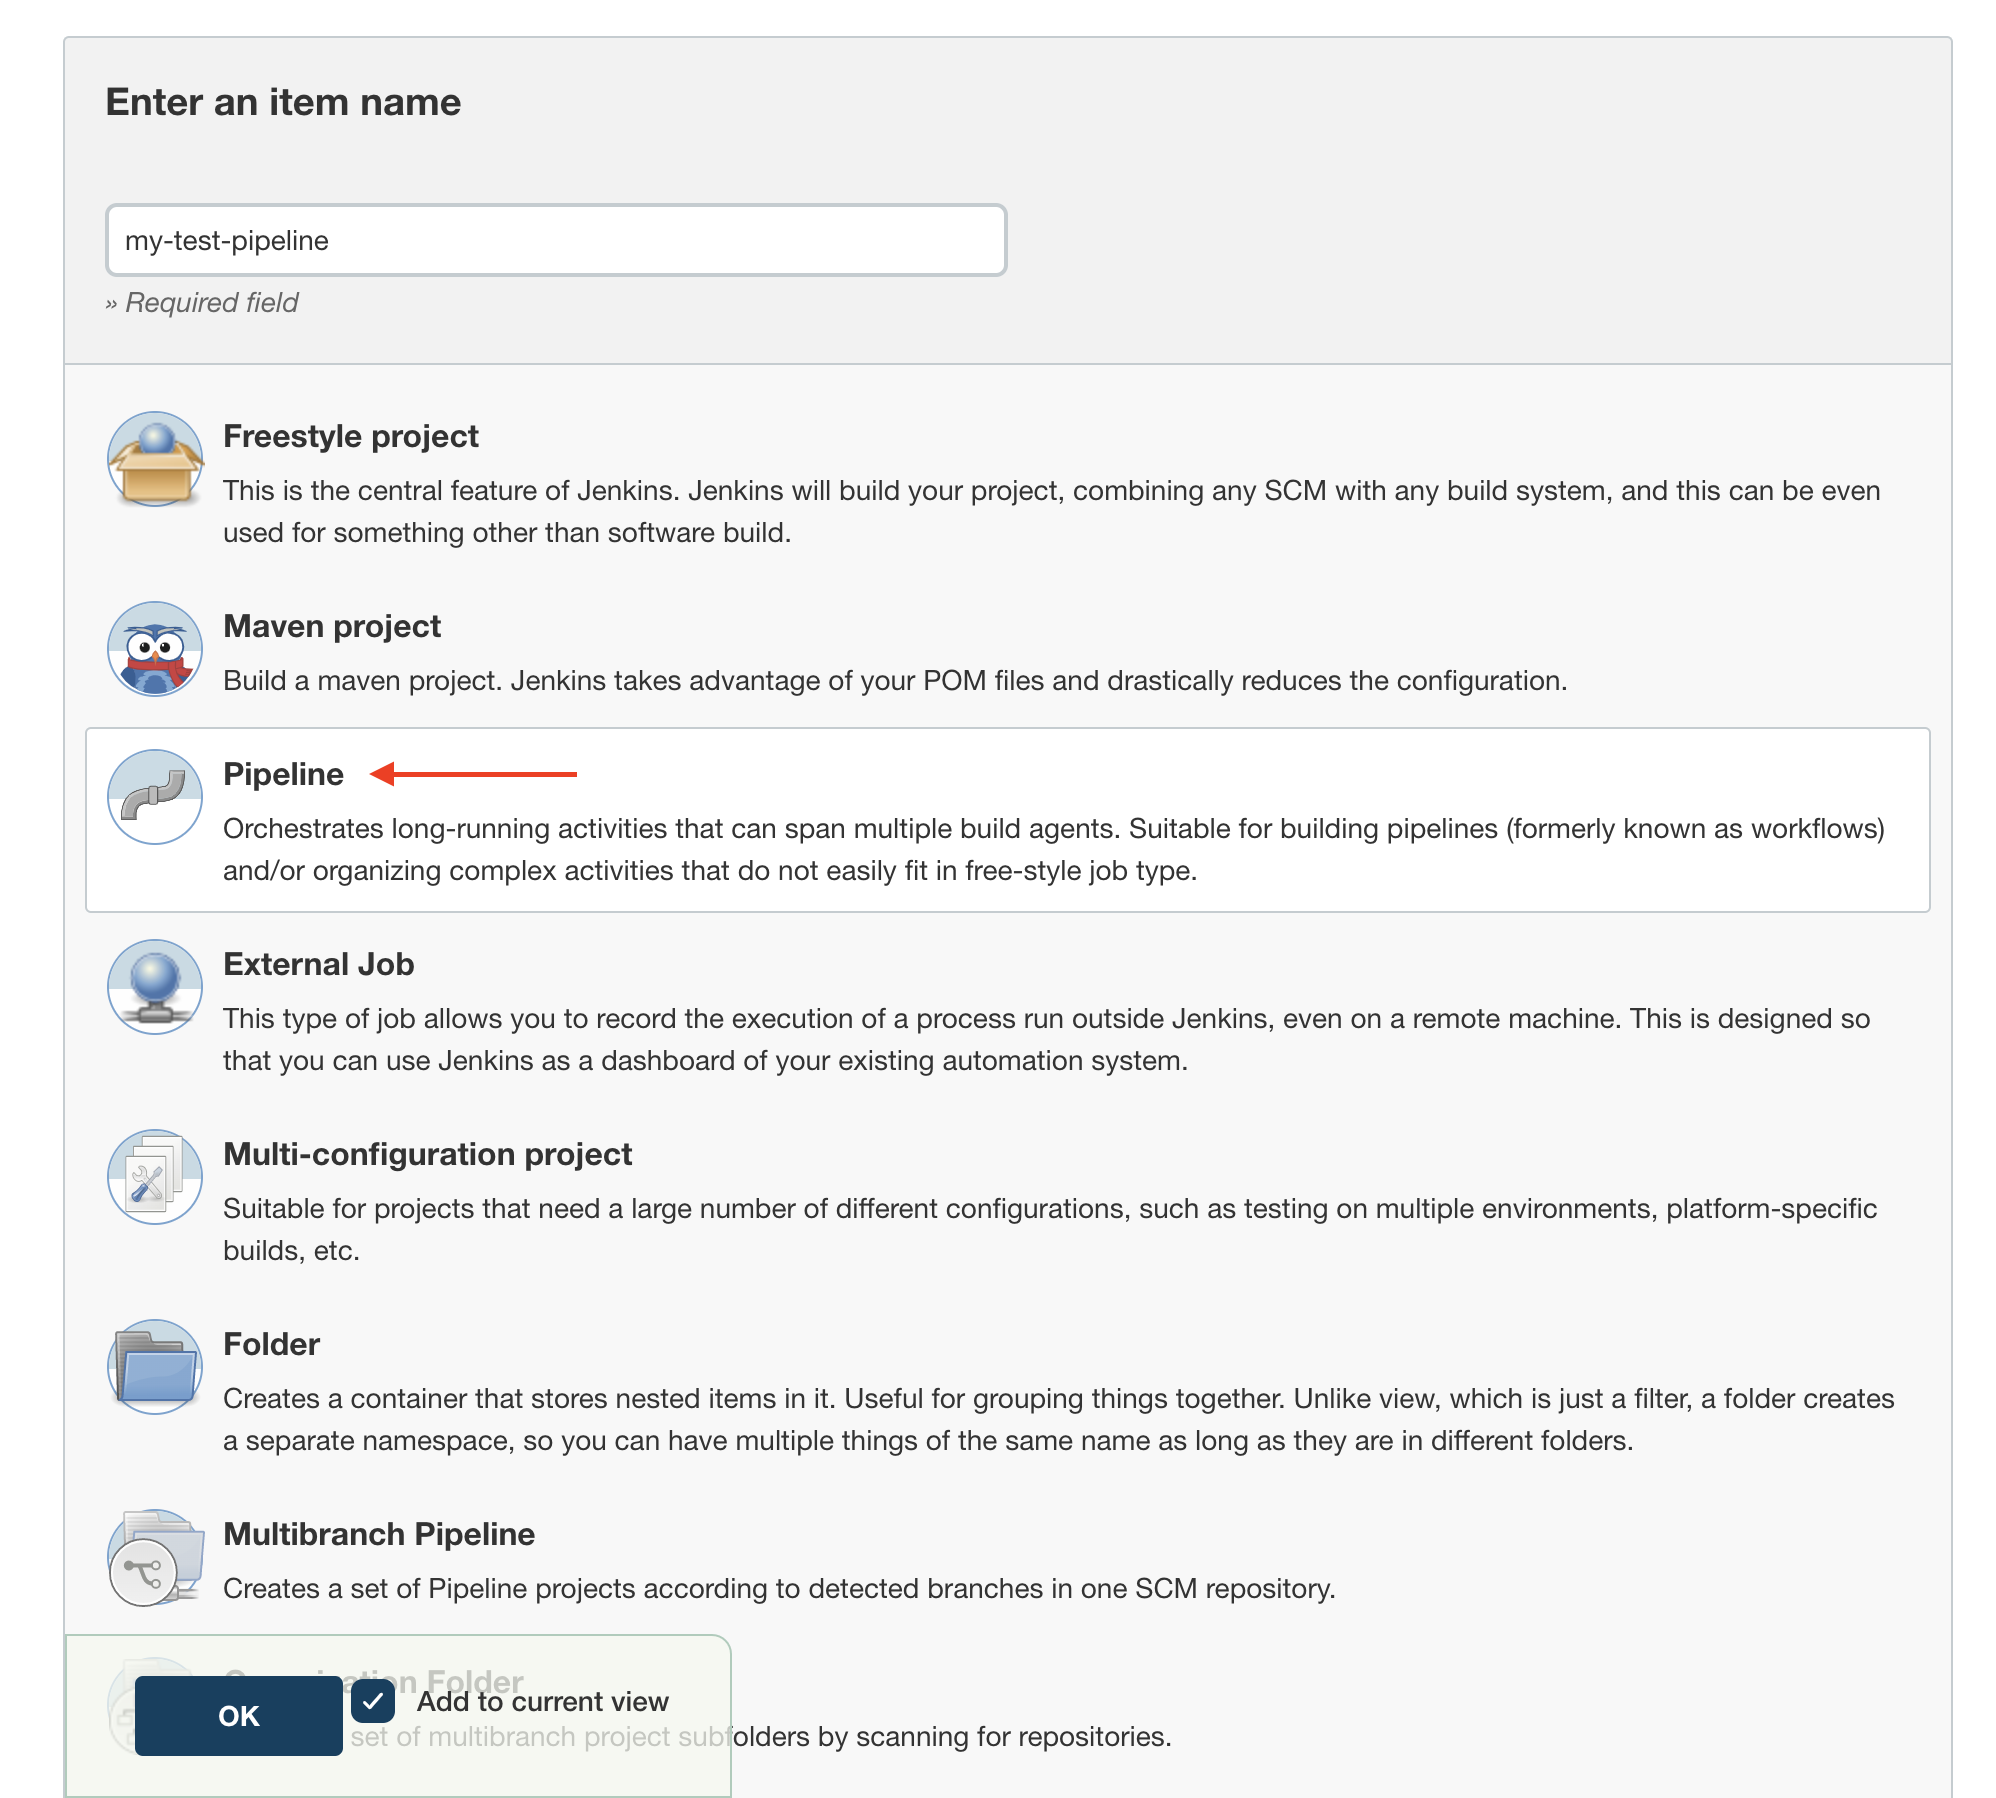 Enter an item name
my-test-pipeline
» Required field
Freestyle project
This is the central feature of Jenkins. Jenkins will build your project, combining any SCM with any build system, and this can be even
used for something other than software build.
Maven project
Build a maven project. Jenkins takes advantage of your POM files and drastically reduces the configuration.
Pipeline
Orchestrates long-running activities that can span multiple build agents. Suitable for building pipelines (formerly known as workflows)
and/or organizing complex activities that do not easily fit in free-style job type.
External Job
This type of job allows you to record the execution of a process run outside Jenkins, even on a remote machine. This is designed so
that you can use Jenkins as a dashboard of your existing automation system.
Multi-configuration project
Suitable for projects that need a large number of different configurations, such as testing on multiple environments, platform-specific
builds, etc.
Folder
Creates a container that stores nested items in it. Useful for grouping things together. Unlike view, which is just a filter, a folder creates
a separate namespace, so you can have multiple things of the same name as long as they are in different folders.
Multibranch Pipeline
Creates a set of Pipeline projects according to detected branches in one SCM repository.
Folder
OK
Add to current view
set of multibranch project subfolders by scanning for repositories.